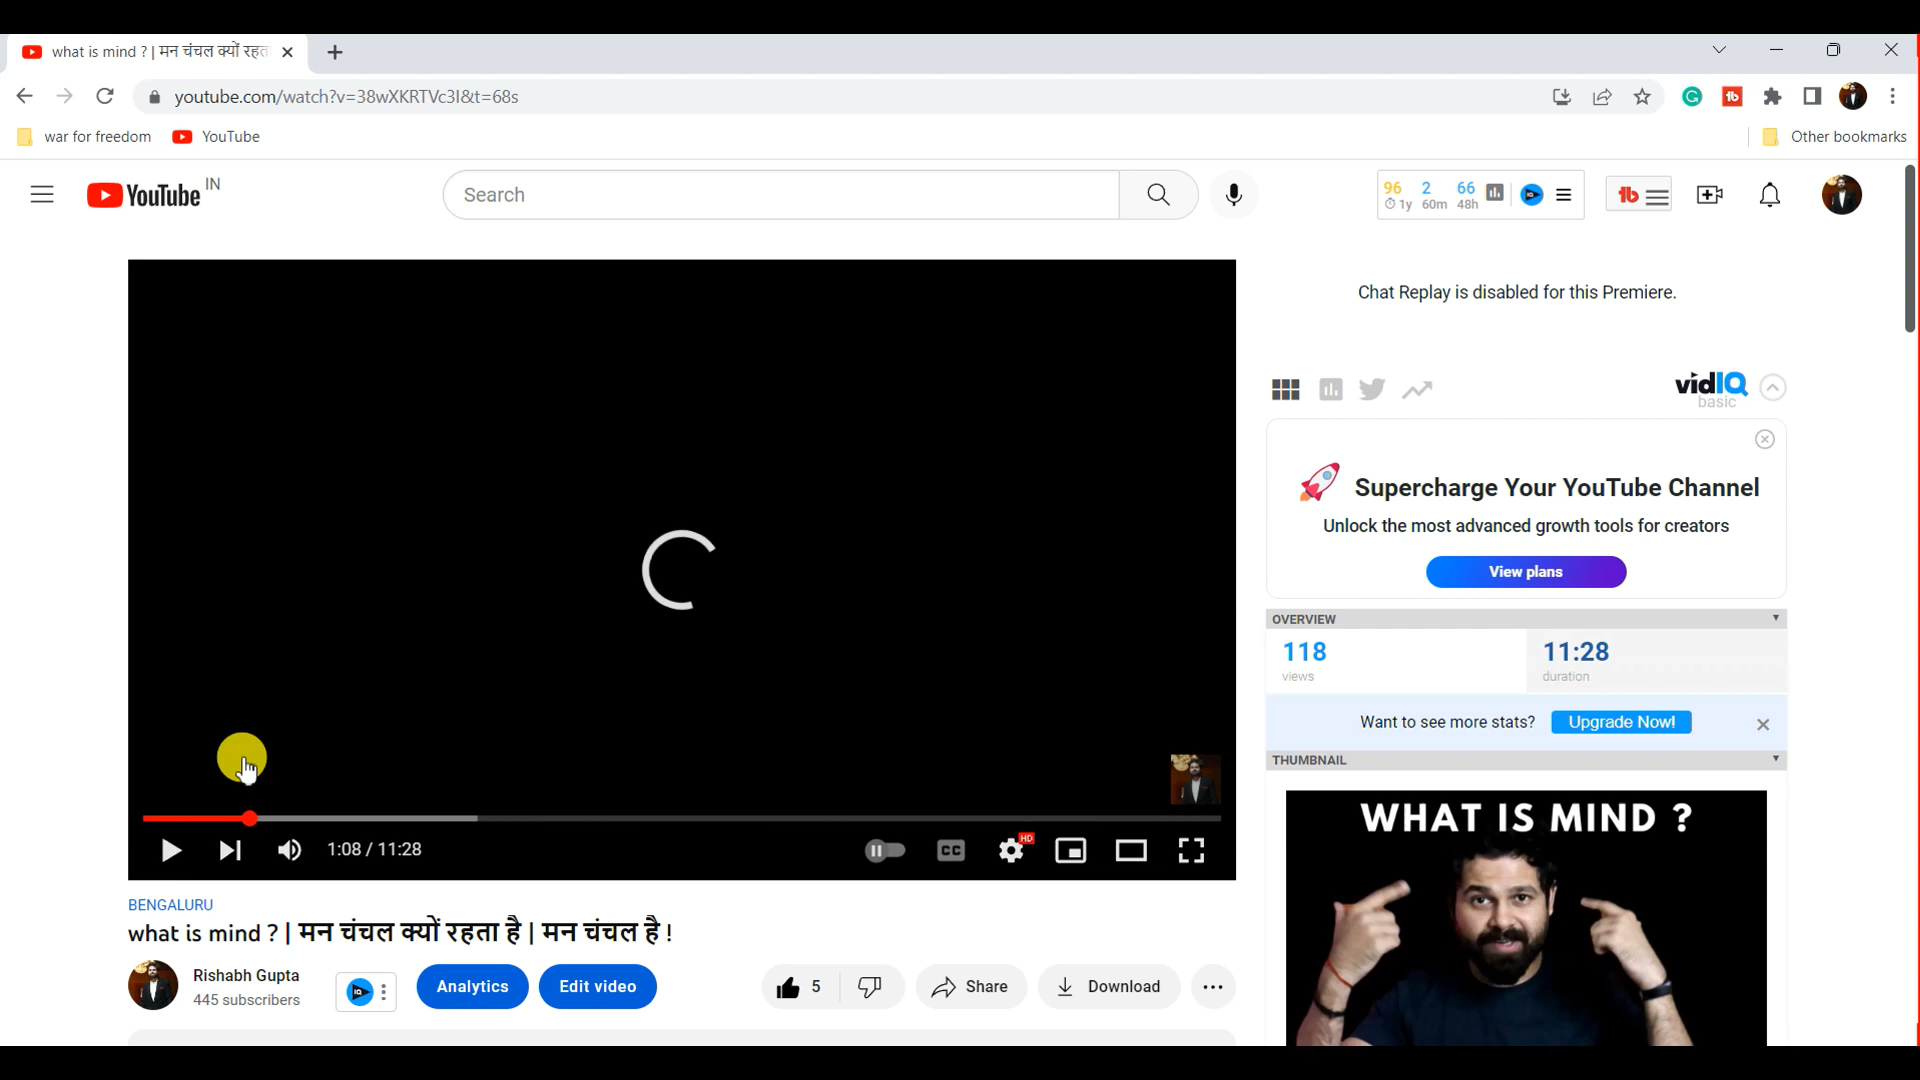 what is mind ? | मन चंचल क्यों रहत
youtube.com/watch?v=38wXKRTVc3I&t=68s
war for freedom YouTube Other bookmarks
YouTube IN
Search
96 2 66
1y 60m 48h
Chat Replay is disabled for this Premiere.
vidIQ
basic
Supercharge Your YouTube Channel
Unlock the most advanced growth tools for creators
View plans
OVERVIEW
118 11:28
views duration
Want to see more stats? Upgrade Now!
THUMBNAIL
WHAT IS MIND ?
1:08 / 11:28
CC
HD
BENGALURU
what is mind ? | मन चंचल क्यों रहता है | मन चंचल है !
Rishabh Gupta
445 subscribers
IQ
Analytics
Edit video
5
Share
Download